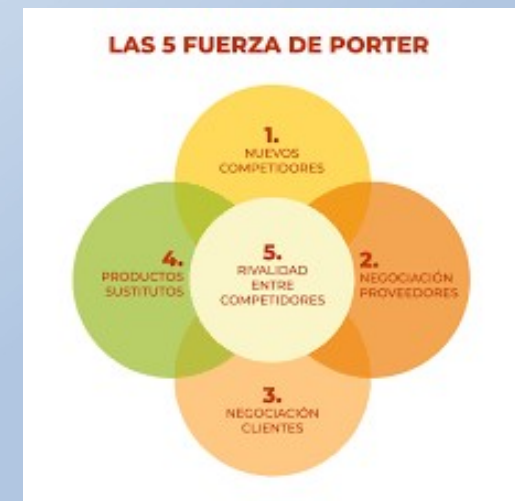 LAS 5 FUERZA DE PORTER
1.
NUEVOS
COMPETIDORES
2.
NEGOCIACIÓN
PROVEEDORES
3.
NEGOCIACIÓN
CLIENTES
4.
PRODUCTOS
SUSTITUTOS
5.
RIVALIDAD
ENTRE
COMPETIDORES